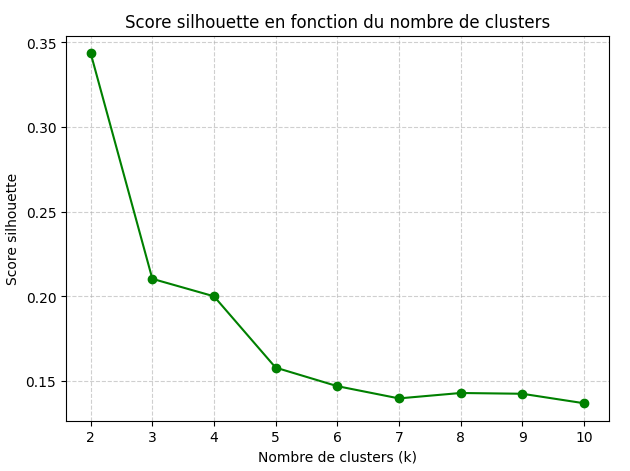 Score silhouette en fonction du nombre de clusters
0.35
0.30
0.25
0.20
0.15
Score silhouette
2 3 4 5 6 7 8 9 10
Nombre de clusters (k)